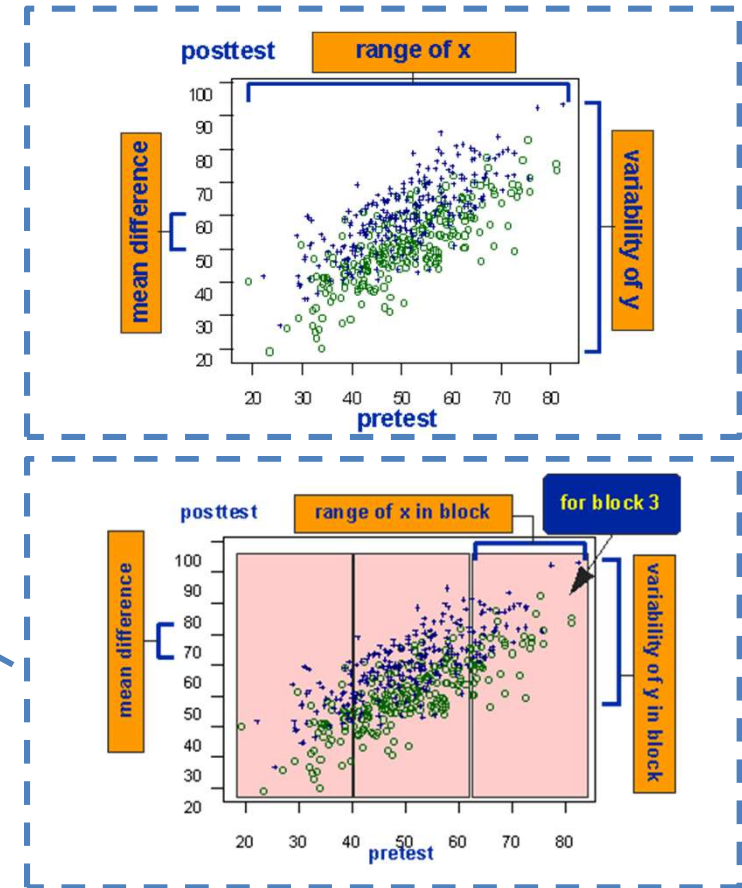 posttest
range of x
100
90
80
70
60
50
40
30
20
mean difference
variability of y
20 30 40 50 60 70 80
pretest
for block 3
posttest
range of x in block
100
90
80
70
60
50
40
30
20
mean difference
variability of y in block
20 30 40 50 60 70 80
pretest